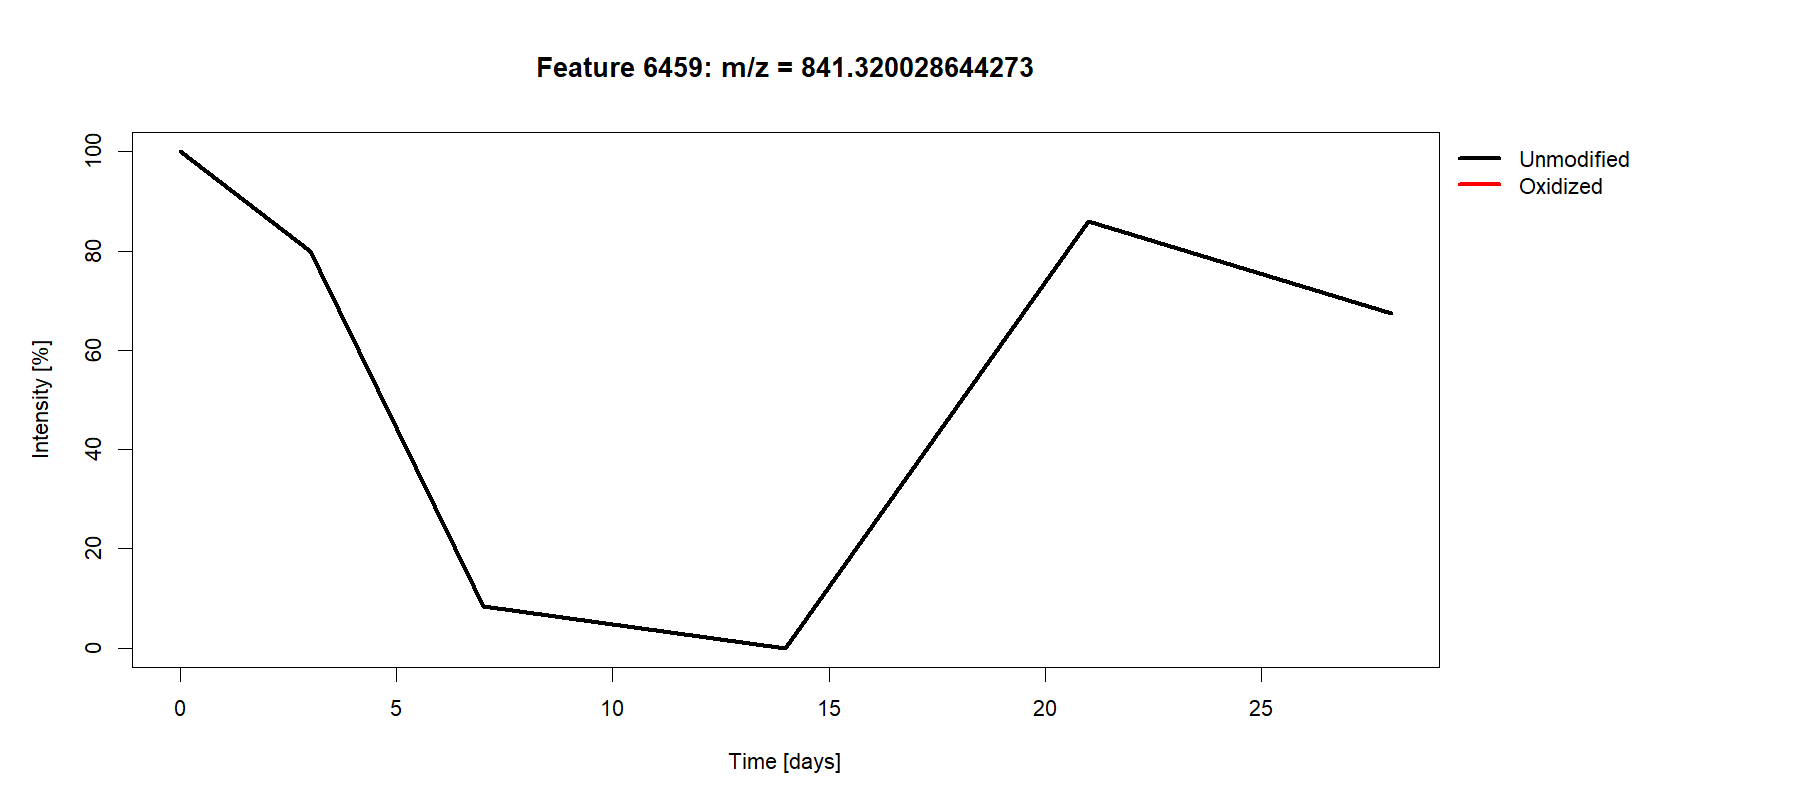 Feature 6459: m/z = 841.320028644273
Unmodified
Oxidized
Intensity [%]
100
80
60
40
20
0
0 5 10 15 20 25
Time [days]